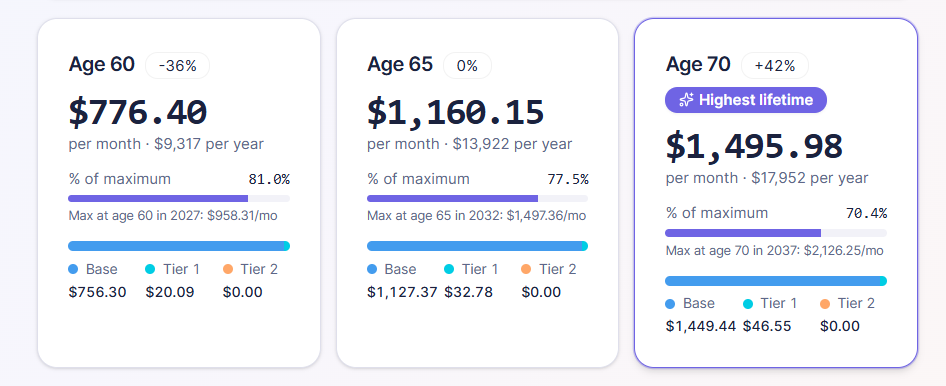 Age 60 -36%
$776.40
per month · $9,317 per year
% of maximum 81.0%
Max at age 60 in 2027: $958.31/mo
Base Tier 1 Tier 2
$756.30 $20.09 $0.00
Age 65 0%
$1,160.15
per month · $13,922 per year
% of maximum 77.5%
Max at age 65 in 2032: $1,497.36/mo
Base Tier 1 Tier 2
$1,127.37 $32.78 $0.00
Age 70 +42%
Highest lifetime
$1,495.98
per month · $17,952 per year
% of maximum 70.4%
Max at age 70 in 2037: $2,126.25/mo
Base Tier 1 Tier 2
$1,449.44 $46.55 $0.00